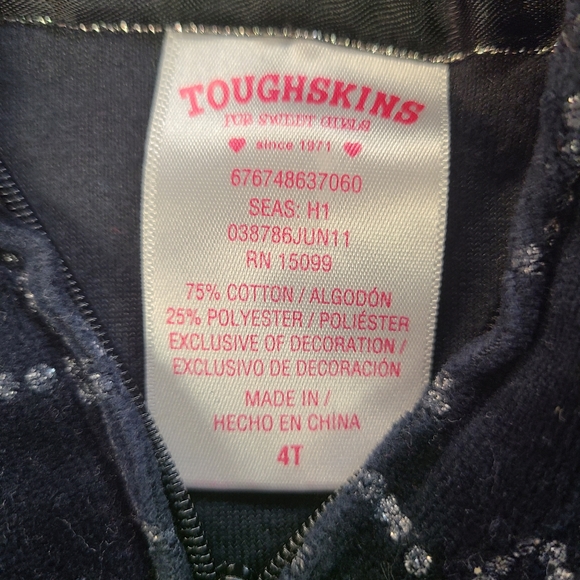 TOUGHSKINS
FOR SWEET GIRLS
since 1971
676748637060
SEAS: H1
038786JUN11
RN 15099
75% COTTON / ALGODÓN
25% POLYESTER / POLIÉSTER
EXCLUSIVE OF DECORATION /
EXCLUSIVO DE DECORACIÓN
MADE IN /
HECHO EN CHINA
4T